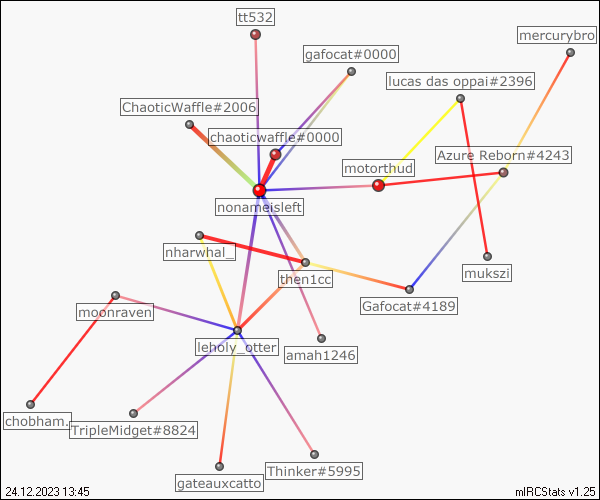 tt532
mercurybro
gafocat#0000
lucas das oppai#2396
ChaoticWaffle#2006
chaoticwaffle#0000
Azure Reborn#4243
motorthud
nonameisleft
nharwhal_
mukszi
then1cc
Gafocat#4189
moonraven
leholy_otter
amah1246
chobham.
TripleMidget#8824
Thinker#5995
gateauxcatto
24.12.2023 13:45
mIRCStats v1.25